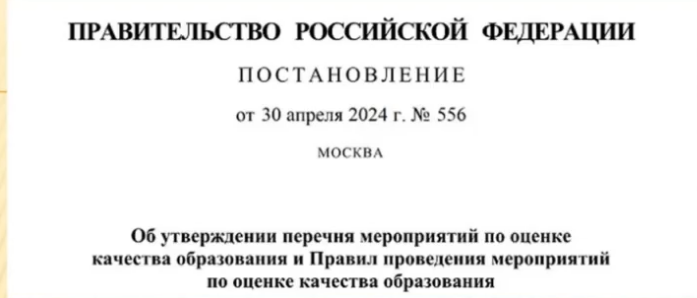 ПРАВИТЕЛЬСТВО РОССИЙСКОЙ ФЕДЕРАЦИИ
ПОСТАНОВЛЕНИЕ
от 30 апреля 2024 г. № 556
МОСКВА
Об утверждении перечня мероприятий по оценке
качества образования и Правил проведения мероприятий
по оценке качества образования